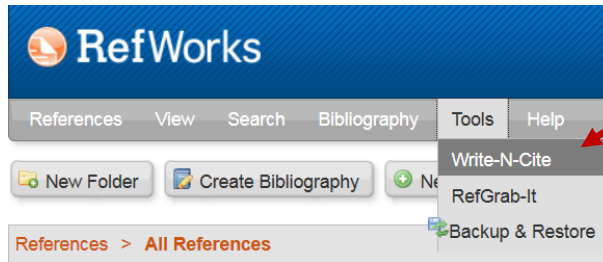 RefWorks
References View Search Bibliography Tools Help
Write-N-Cite
New Folder Create Bibliography
RefGrab-It
Backup & Restore
References > All References